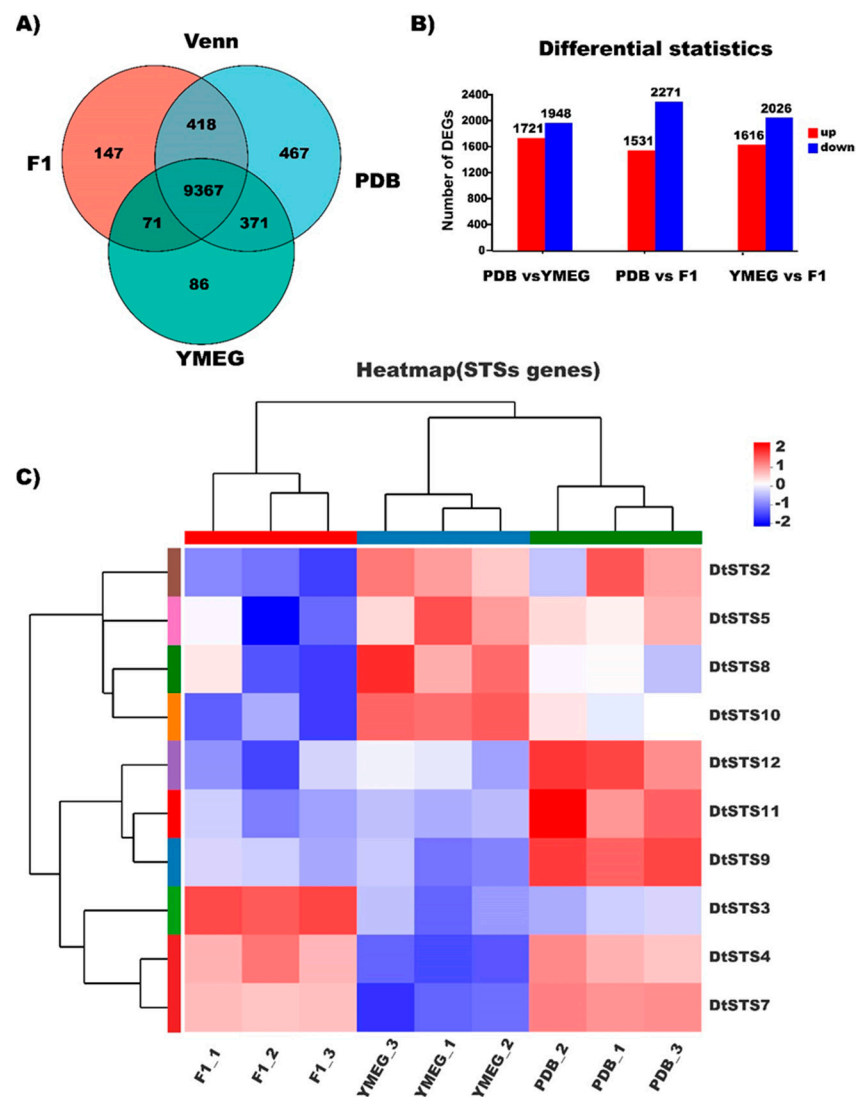 A)
Venn
418
147
467
F1
PDB
9367
71
371
86
YMEG
B)
Differential statistics
Number of DEGs
2400
2000
1600
1200
800
400
0
1721
1948
1531
2271
1616
2026
up
down
PDB vsYMEG
PDB vs F1
YMEG vs F1
Heatmap(STSs genes)
C)
2
1
0
-1
-2
DtSTS2
DtSTS5
DtSTS8
DtSTS10
DtSTS12
DtSTS11
DtSTS9
DtSTS3
DtSTS4
DtSTS7
F1_1
F1_2
F1_3
YMEG_3
YMEG_1
YMEG_2
PDB_2
PDB_1
PDB_3